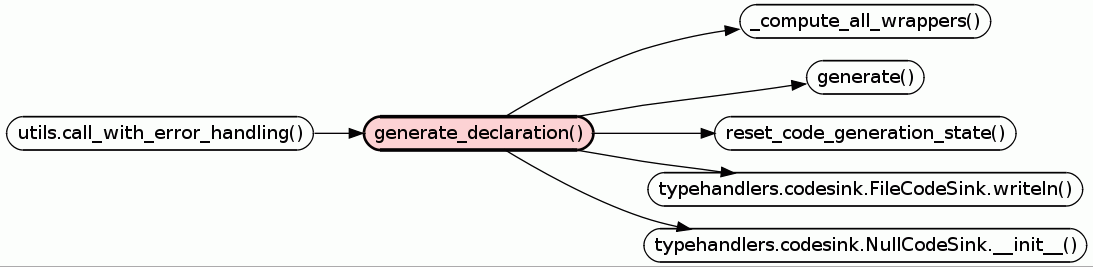 _compute_all_wrappers()
generate()
utils.call_with_error_handling()
generate_declaration()
reset_code_generation_state()
typehandlers.codesink.FileCodeSink.writeln()
typehandlers.codesink.NullCodeSink.__init__()